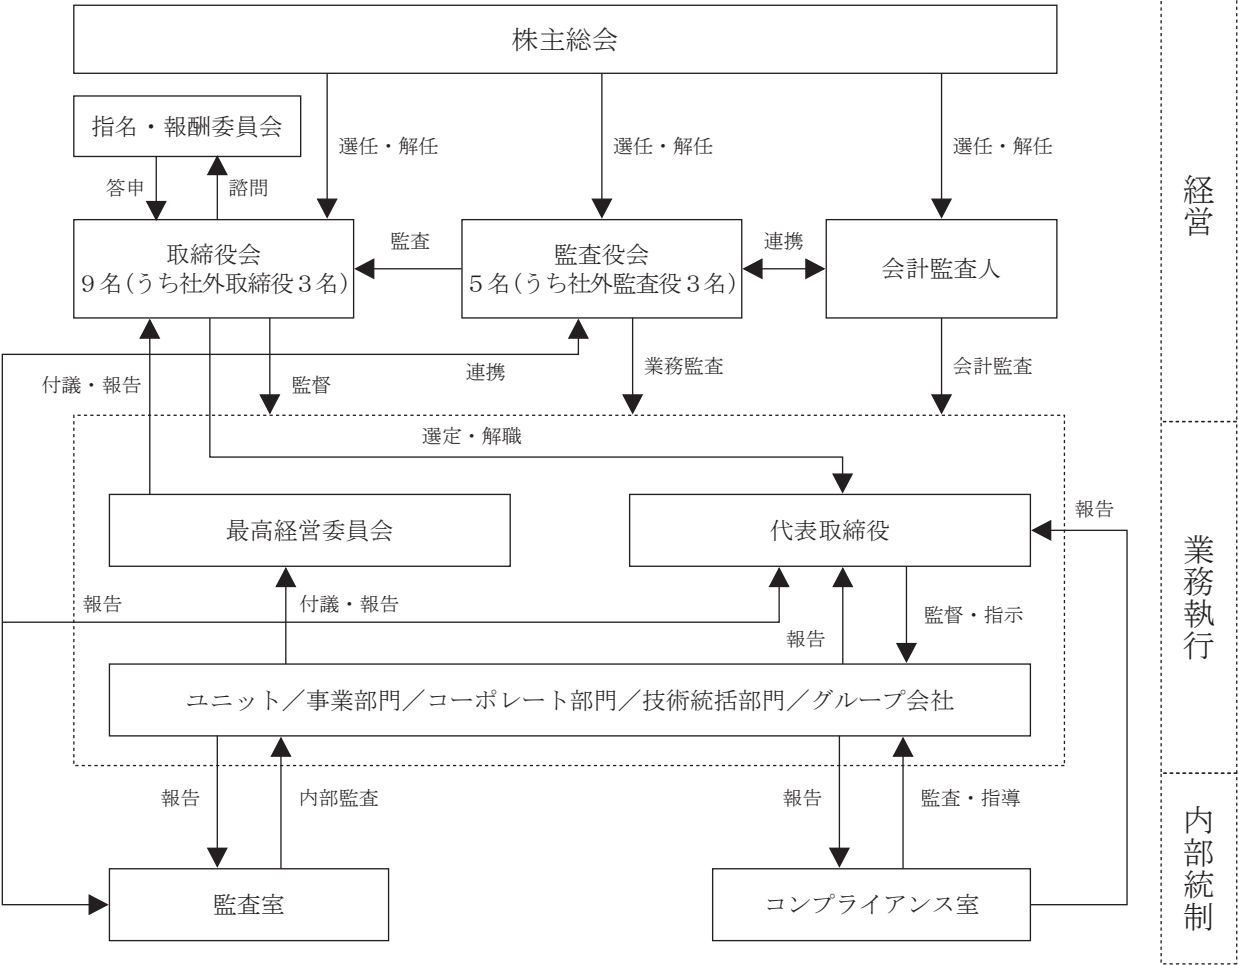 株主総会
指名・報酬委員会
選任・解任
選任・解任
選任・解任
答申
諮問
取締役会
９名（うち社外取締役３名）
監査
監査役会
５名（うち社外監査役３名）
連携
会計監査人
経営
付議・報告
監督
連携
業務監査
会計監査
選定・解職
最高経営委員会
代表取締役
報告
業務執行
報告
付議・報告
報告
監督・指示
ユニット／事業部門／コーポレート部門／技術統括部門／グループ会社
報告
内部監査
報告
監査・指導
内部統制
監査室
コンプライアンス室